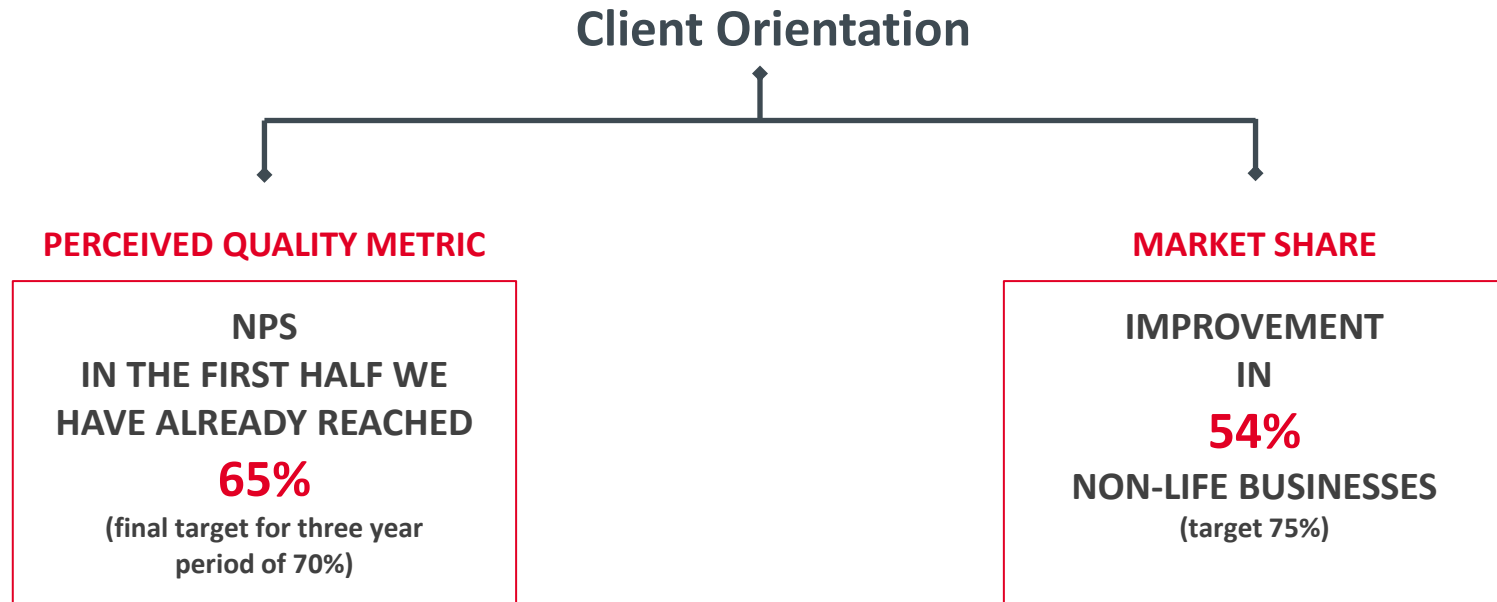 Client Orientation
PERCEIVED QUALITY METRIC
NPS
IN THE FIRST HALF WE
HAVE ALREADY REACHED
65%
(final target for three year
period of 70%)
MARKET SHARE
IMPROVEMENT
IN
54%
NON-LIFE BUSINESSES
(target 75%)